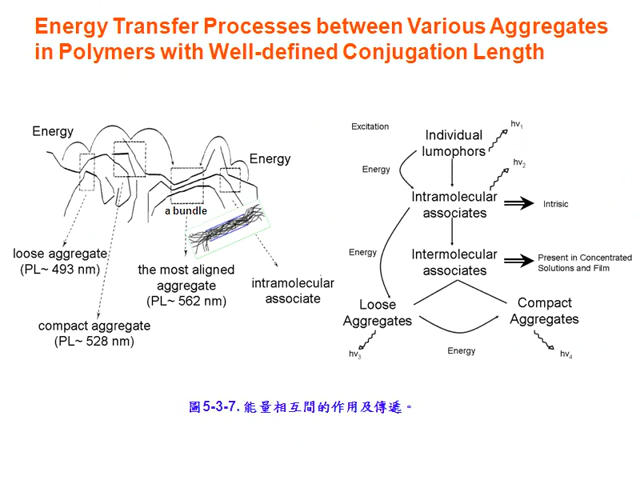 Energy Transfer Processes between Various Aggregates
in Polymers with Well-defined Conjugation Length
Energy
Energy
a bundle
loose aggregate
(PL~ 493 nm)
the most aligned
aggregate
(PL~ 562 nm)
intramolecular
associate
compact aggregate
(PL~ 528 nm)
Excitation
Individual
lumophors
hv1
Energy
hv2
Intramolecular
associates
Intrisic
Energy
Intermolecular
associates
Present in Concentrated
Solutions and Film
Loose
Aggregates
Compact
Aggregates
hv3
Energy
hv4
圖5-3-7. 能量相互間的作用及傳遞。